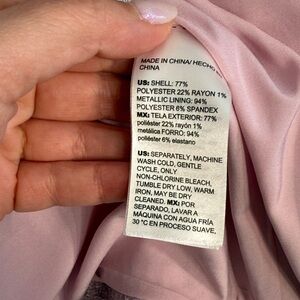 MADE IN CHINA/ HECHO EN
CHINA
US: SHELL: 77%
POLYESTER 22% RAYON 1%
METALLIC LINING: 94%
POLYESTER 6% SPANDEX
MX: TELA EXTERIOR: 77%
poliéster 22% rayón 1%
metálica FORRO: 94%
poliéster 6% elastano
US: SEPARATELY, MACHINE
WASH COLD, GENTLE
CYCLE, ONLY
NON-CHLORINE BLEACH,
TUMBLE DRY LOW, WARM
IRON, MAY BE DRY
CLEANED. MX: POR
SEPARADO, LAVAR A
MÁQUINA CON AGUA FRÍA
30 °C EN PROCESO SUAVE,